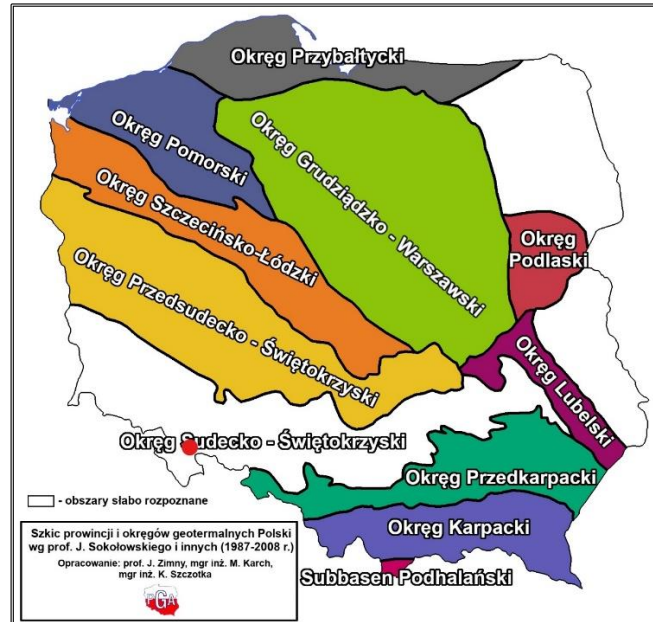 Okręg Przybałtycki
Okręg Pomorski
Okręg Grudziądzko - Warszawski
Okręg Szczecińsko-Łódzki
Okręg Podlaski
Okręg Przedsudecko - Świętokrzyski
Okręg Lubelski
Okręg Sudecko - Świętokrzyski
Okręg Przedkarpacki
- obszary słabo rozpoznane
Okręg Karpacki
Szkic prowincji i okręgów geotermalnych Polski
wg prof. J. Sokołowskiego i innych (1987-2008 r.)
Opracowanie: prof. J. Zimny, mgr inż. M. Karch,
mgr inż. K. Szczotka
PGA
Subbasen Podhalański